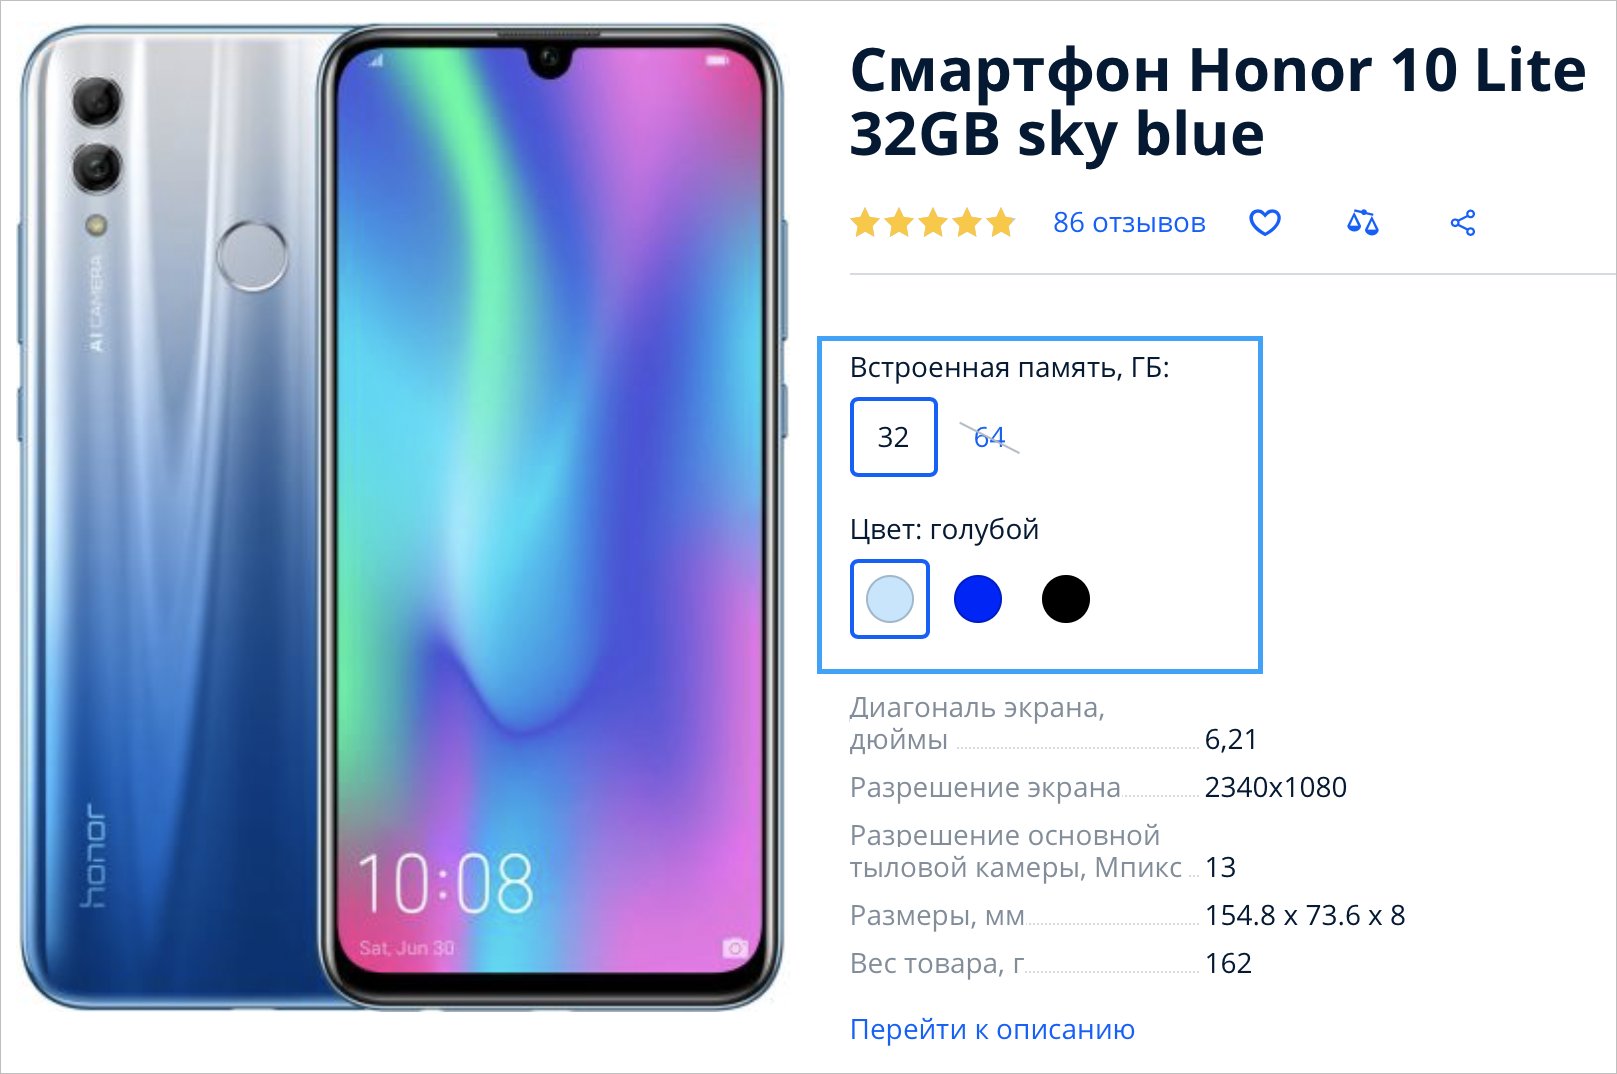 AI CAMERA
honor
10:08
Sat, Jun 30
Смартфон Honor 10 Lite
32GB sky blue
86 отзывов
Встроенная память, ГБ:
32 64
Цвет: голубой
Диагональ экрана,
дюймы 6,21
Разрешение экрана 2340x1080
Разрешение основной
тыловой камеры, Мпикс 13
Размеры, мм 154.8 x 73.6 x 8
Вес товара, г 162
Перейти к описанию